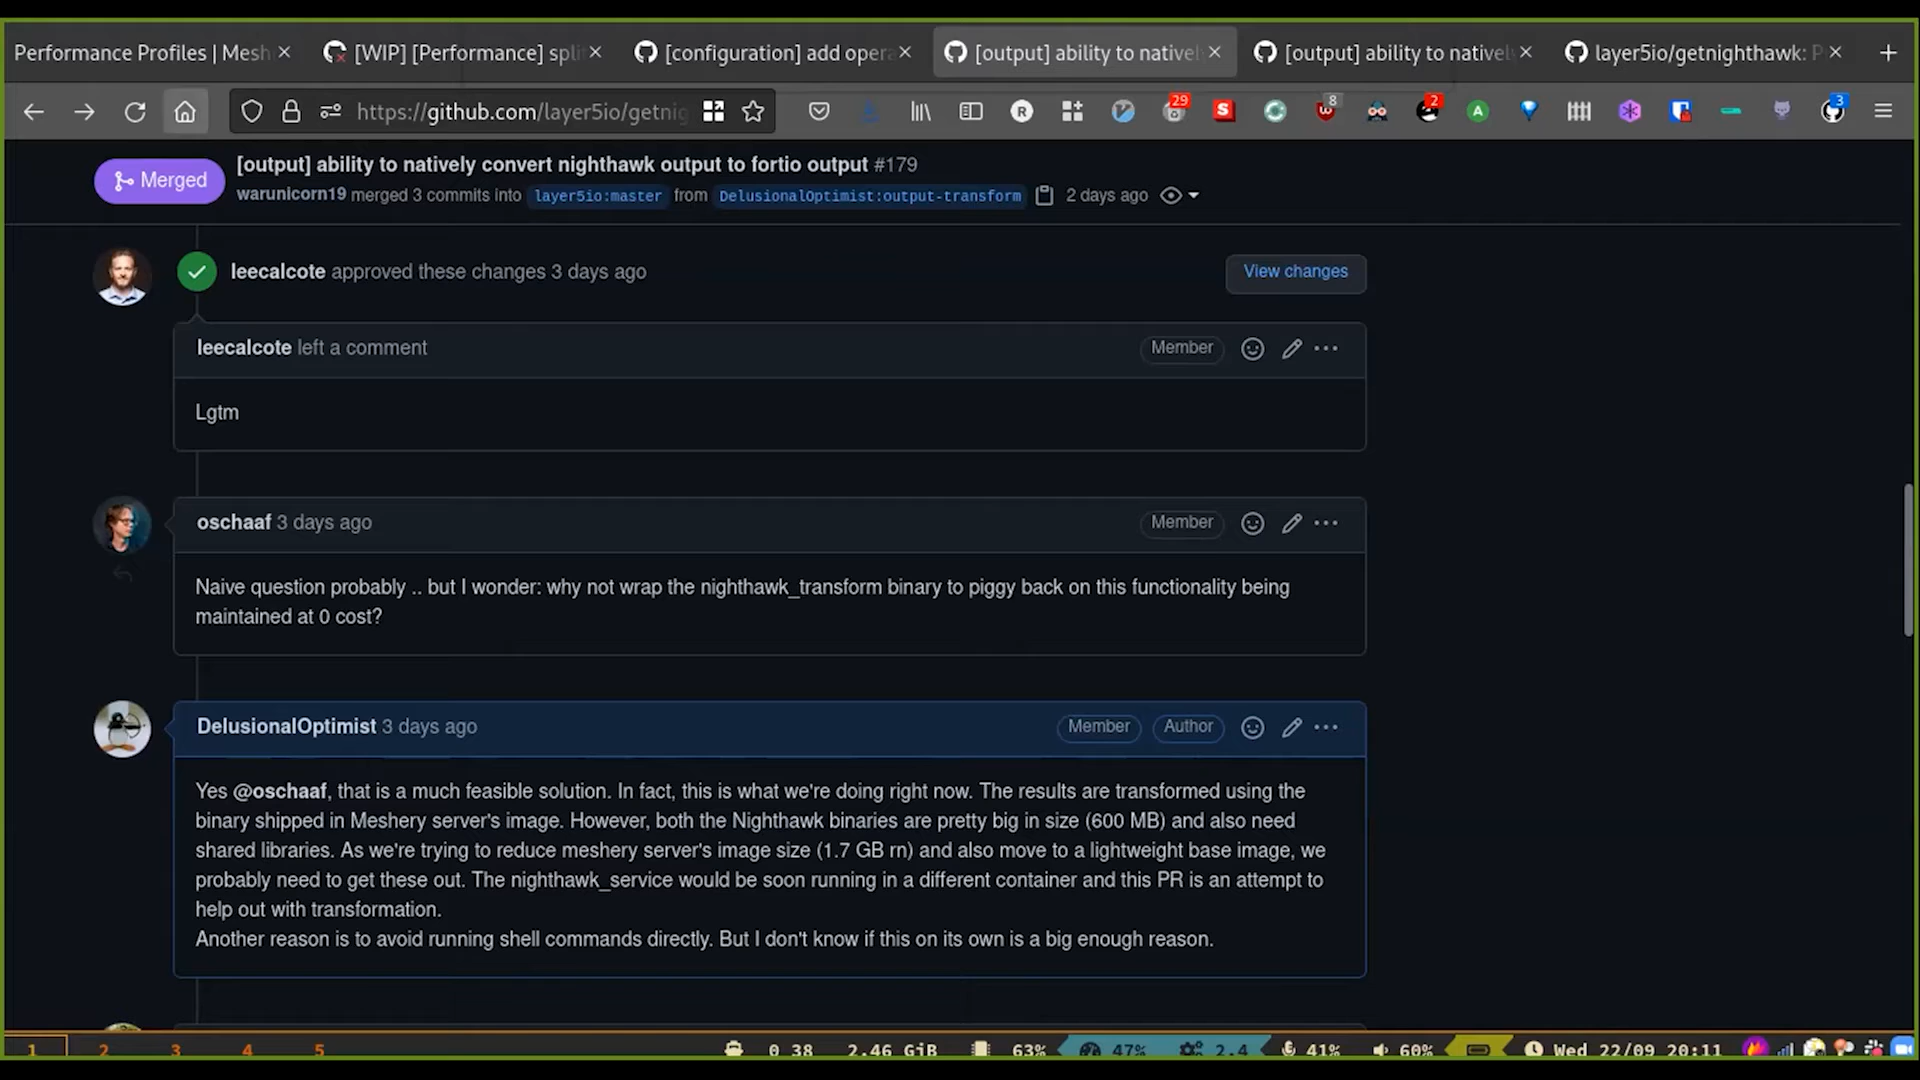 Performance Profiles | Mesh
[WIP] [Performance] spli
[configuration] add opera
[output] ability to native
[output] ability to native
layer5io/getnighthawk: P
https://github.com/layer5io/getnig
29
8
2
3
Merged
[output] ability to natively convert nighthawk output to fortio output #179
warunicorn19 merged 3 commits into layer5io:master from DelusionalOptimist:output-transform 2 days ago
leecalcote approved these changes 3 days ago
View changes
leecalcote left a comment
Member
Lgtm
oschaaf 3 days ago
Member
Naive question probably .. but I wonder: why not wrap the nighthawk_transform binary to piggy back on this functionality being
maintained at 0 cost?
DelusionalOptimist 3 days ago
Member Author
Yes @oschaaf, that is a much feasible solution. In fact, this is what we're doing right now. The results are transformed using the
binary shipped in Meshery server's image. However, both the Nighthawk binaries are pretty big in size (600 MB) and also need
shared libraries. As we're trying to reduce meshery server's image size (1.7 GB rn) and also move to a lightweight base image, we
probably need to get these out. The nighthawk_service would be soon running in a different container and this PR is an attempt to
help out with transformation.
Another reason is to avoid running shell commands directly. But I don't know if this on its own is a big enough reason.
1 2 3 4 5 0 38 2.46 GiB 63% 47% 2.4 41% 60% Wed 22/09 20:11